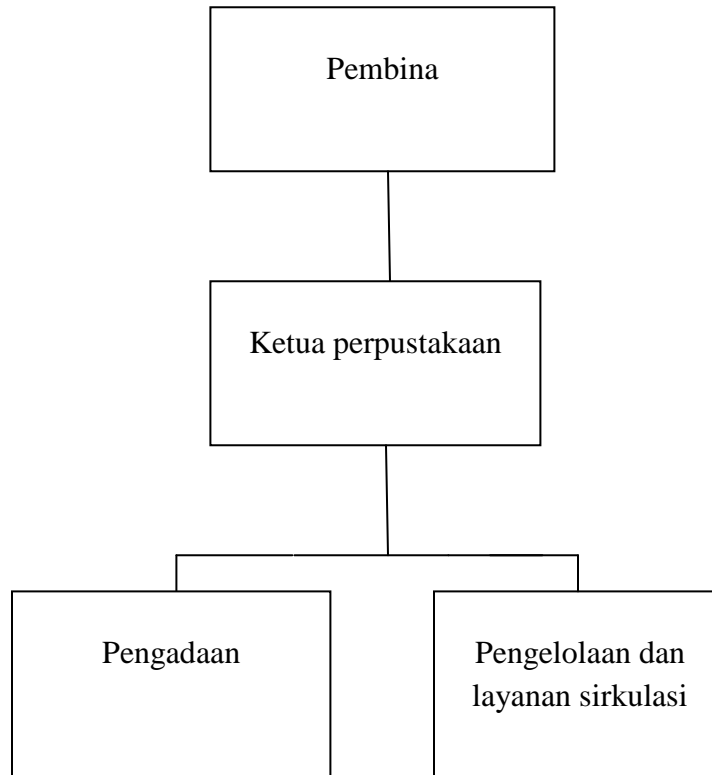 Pembina
Ketua perpustakaan
Pengadaan
Pengelolaan dan
layanan sirkulasi